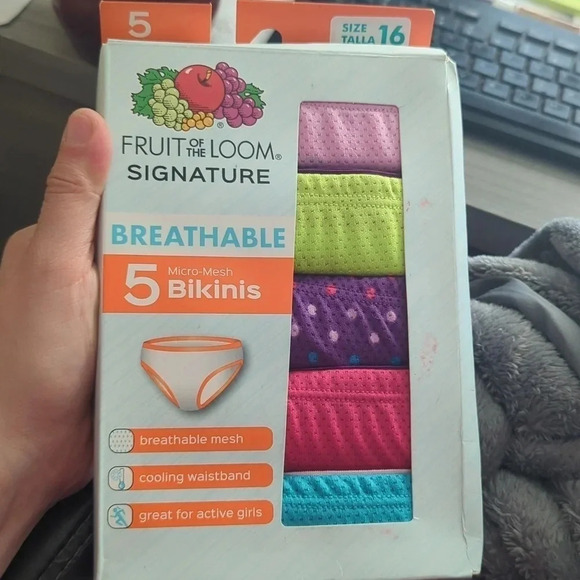 5
SIZE
TALLA 16
FRUIT OF THE LOOM®
SIGNATURE
BREATHABLE
5 Micro-Mesh
Bikinis
breathable mesh
cooling waistband
great for active girls